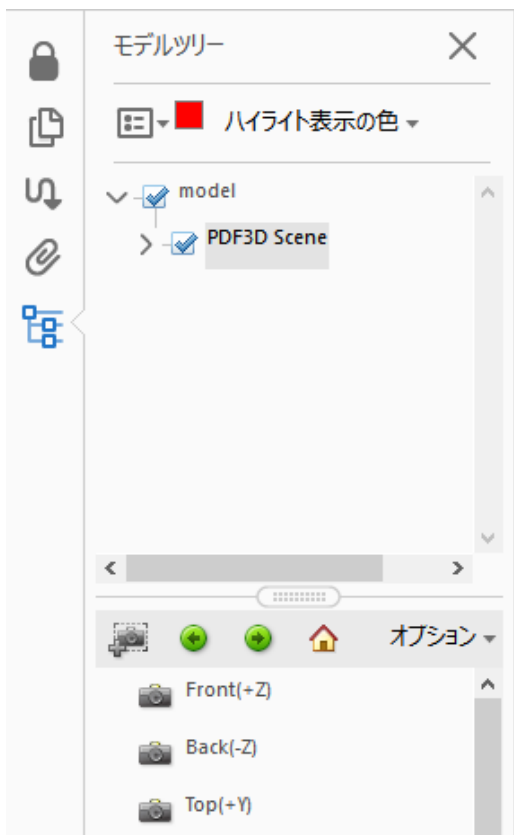 モデルツリー
ハイライト表示の色
model
PDF3D Scene
オプション
Front(+Z)
Back(-Z)
Top(+Y)